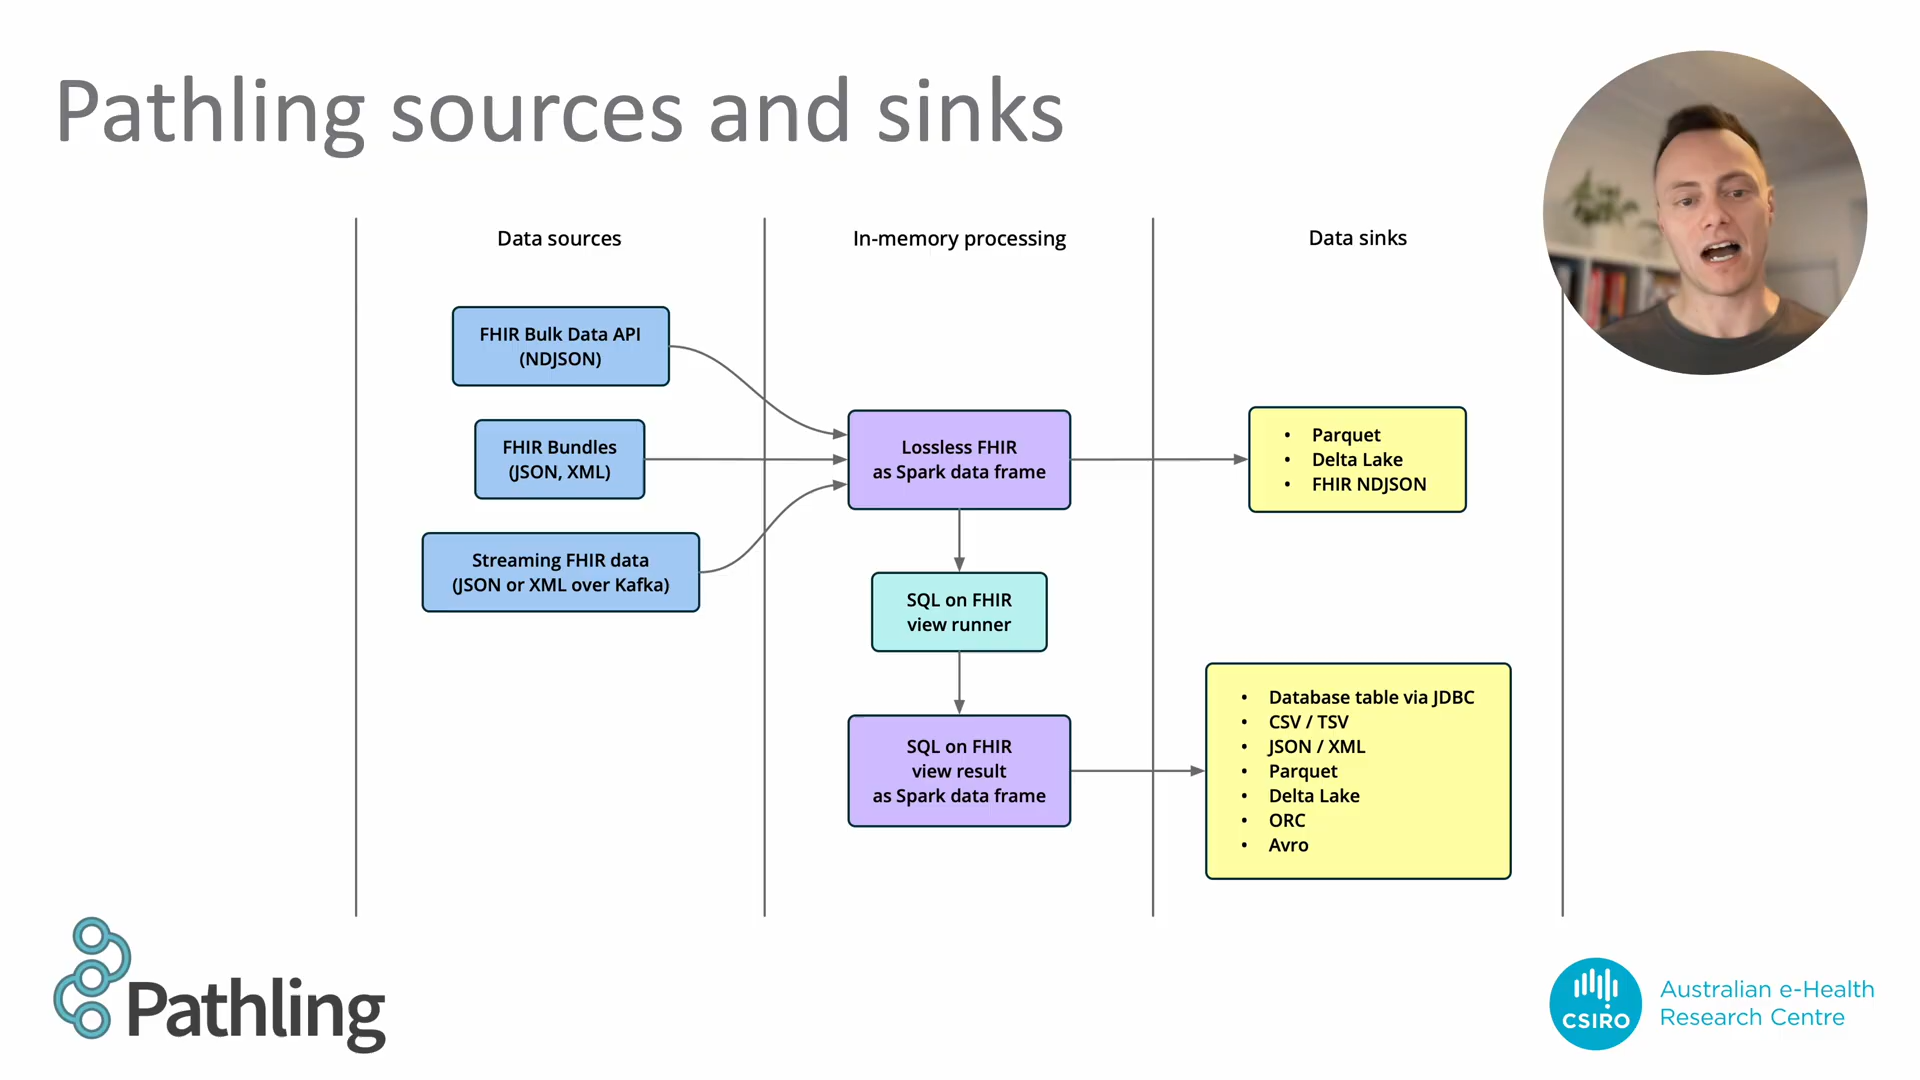 Pathling sources and sinks
Data sources
In-memory processing
Data sinks
FHIR Bulk Data API
(NDJSON)
FHIR Bundles
(JSON, XML)
Streaming FHIR data
(JSON or XML over Kafka)
Lossless FHIR
as Spark data frame
SQL on FHIR
view runner
SQL on FHIR
view result
as Spark data frame
• Parquet
• Delta Lake
• FHIR NDJSON
• Database table via JDBC
• CSV / TSV
• JSON / XML
• Parquet
• Delta Lake
• ORC
• Avro
Pathling
CSIRO
Australian e-Health
Research Centre